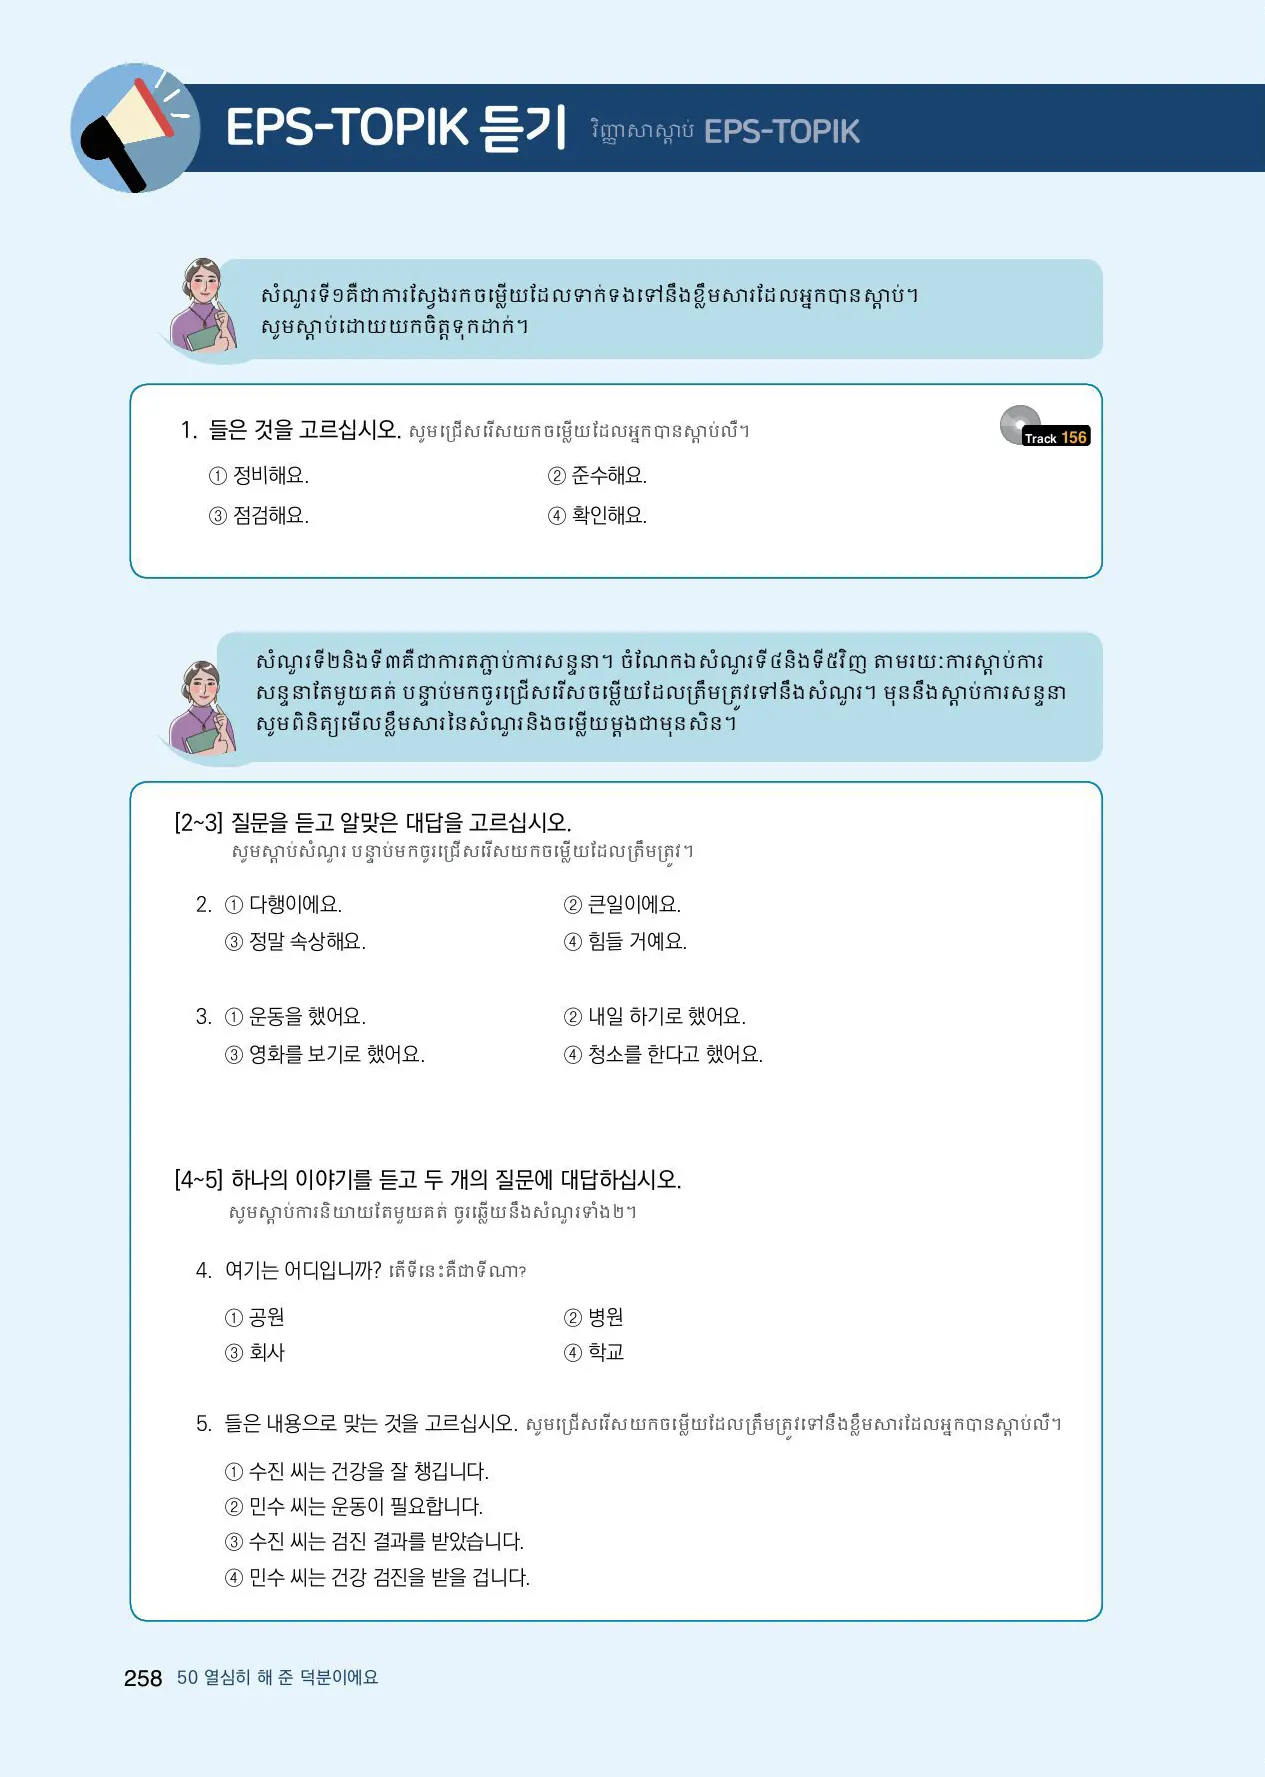 EPS-TOPIK 듣기 វិញ្ញាសាស្តាប់ EPS-TOPIK
សំណួរទី១គឺជាការស្វែងរកចម្លើយដែលទាក់ទងទៅនឹងខ្លឹមសារដែលអ្នកបានស្តាប់។
សូមស្តាប់ដោយយកចិត្តទុកដាក់។
1. 들은 것을 고르십시오. សូមជ្រើសរើសយកចម្លើយដែលអ្នកបានស្តាប់លឺ។
Track 156
① 정비해요. ② 준수해요.
③ 점검해요. ④ 확인해요.
សំណួរទី២និងទី៣គឺជាការតភ្ជាប់ការសន្ទនា។ ចំណែកឯសំណួរទី៤និងទី៥វិញ តាមរយៈការស្តាប់ការ
សន្ទនាតែមួយគត់ បន្ទាប់មកចូរជ្រើសរើសចម្លើយដែលត្រឹមត្រូវទៅនឹងសំណួរ។ មុននឹងស្តាប់ការសន្ទនា
សូមពិនិត្យមើលខ្លឹមសារនៃសំណួរនិងចម្លើយម្តងជាមុនសិន។
[2~3] 질문을 듣고 알맞은 대답을 고르십시오.
សូមស្តាប់សំណួរ បន្ទាប់មកចូរជ្រើសរើសយកចម្លើយដែលត្រឹមត្រូវ។
2. ① 다행이에요. ② 큰일이에요.
③ 정말 속상해요. ④ 힘들 거예요.
3. ① 운동을 했어요. ② 내일 하기로 했어요.
③ 영화를 보기로 했어요. ④ 청소를 한다고 했어요.
[4~5] 하나의 이야기를 듣고 두 개의 질문에 대답하십시오.
សូមស្តាប់ការនិយាយតែមួយគត់ ចូរឆ្លើយនឹងសំណួរទាំង២។
4. 여기는 어디입니까? តើទីនេះគឺជាទីណា?
① 공원 ② 병원
③ 회사 ④ 학교
5. 들은 내용으로 맞는 것을 고르십시오. សូមជ្រើសរើសយកចម្លើយដែលត្រឹមត្រូវទៅនឹងខ្លឹមសារដែលអ្នកបានស្តាប់លឺ។
① 수진 씨는 건강을 잘 챙깁니다.
② 민수 씨는 운동이 필요합니다.
③ 수진 씨는 검진 결과를 받았습니다.
④ 민수 씨는 건강 검진을 받을 겁니다.
258 50 열심히 해 준 덕분이에요